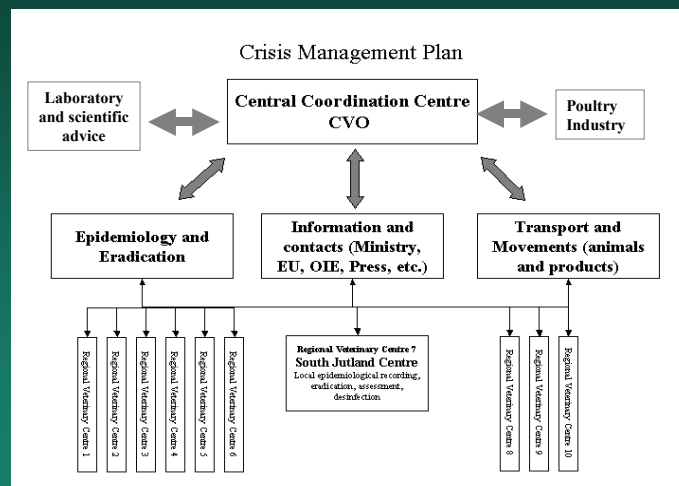 Crisis Management Plan
Laboratory
and scientific
advice
Central Coordination Centre
CVO
Poultry
Industry
Epidemiology and
Eradication
Information and
contacts (Ministry,
EU, OIE, Press, etc.)
Transport and
Movements (animals
and products)
Regional Veterinary Centre 1
Regional Veterinary Centre 2
Regional Veterinary Centre 3
Regional Veterinary Centre 4
Regional Veterinary Centre 5
Regional Veterinary Centre 6
Regional Veterinary Centre 7
South Jutland Centre
Local epidemiological recording,
eradication, assessment,
desinfection
Regional Veterinary Centre 8
Regional Veterinary Centre 9
Regional Veterinary Centre 10